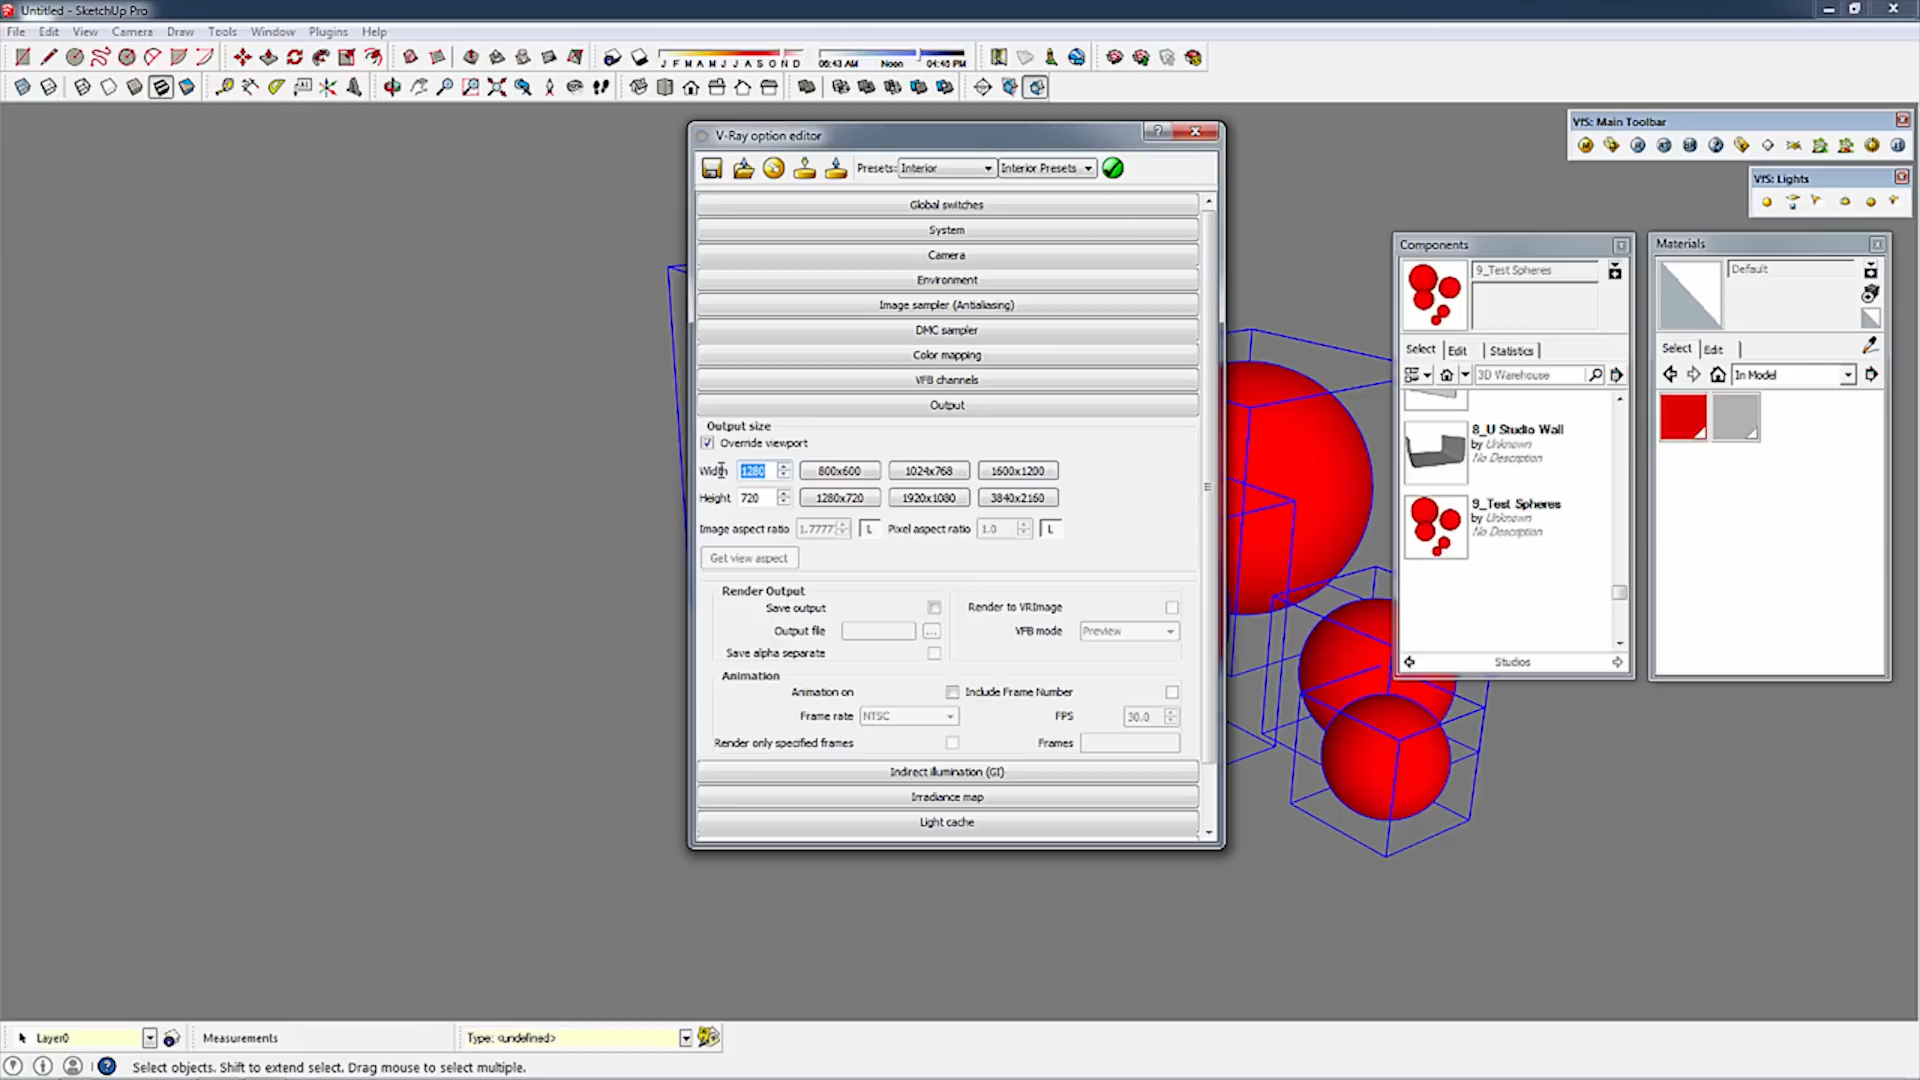 Untitled - SketchUp Pro
File Edit View Camera Draw Tools Window Plugins Help
J F M A M J J A S O N D
06:43 AM Noon 04:45 PM
VfS: Main Toolbar
VfS: Lights
V-Ray option editor
Presets: Interior Interior Presets
Global switches
System
Camera
Environment
Image sampler (Antialiasing)
DMC sampler
Color mapping
VFB channels
Output
Output size
Override viewport
Width 1280 800x600 1024x768 1600x1200
Height 720 1280x720 1920x1080 3840x2160
Image aspect ratio 1.7777 L Pixel aspect ratio 1.0 L
Get view aspect
Render Output
Save output Render to VRImage
Output file ... VFB mode Preview
Save alpha separate
Animation
Animation on Include Frame Number
Frame rate NTSC FPS 30.0
Render only specified frames Frames
Indirect illumination (GI)
Irradiance map
Light cache
Components
9_Test Spheres
Select Edit Statistics
3D Warehouse
8_U Studio Wall
by Unknown
No Description
9_Test Spheres
by Unknown
No Description
Studios
Materials
Default
Select Edit
In Model
Layer0 Measurements Type: <undefined>
Select objects. Shift to extend select. Drag mouse to select multiple.